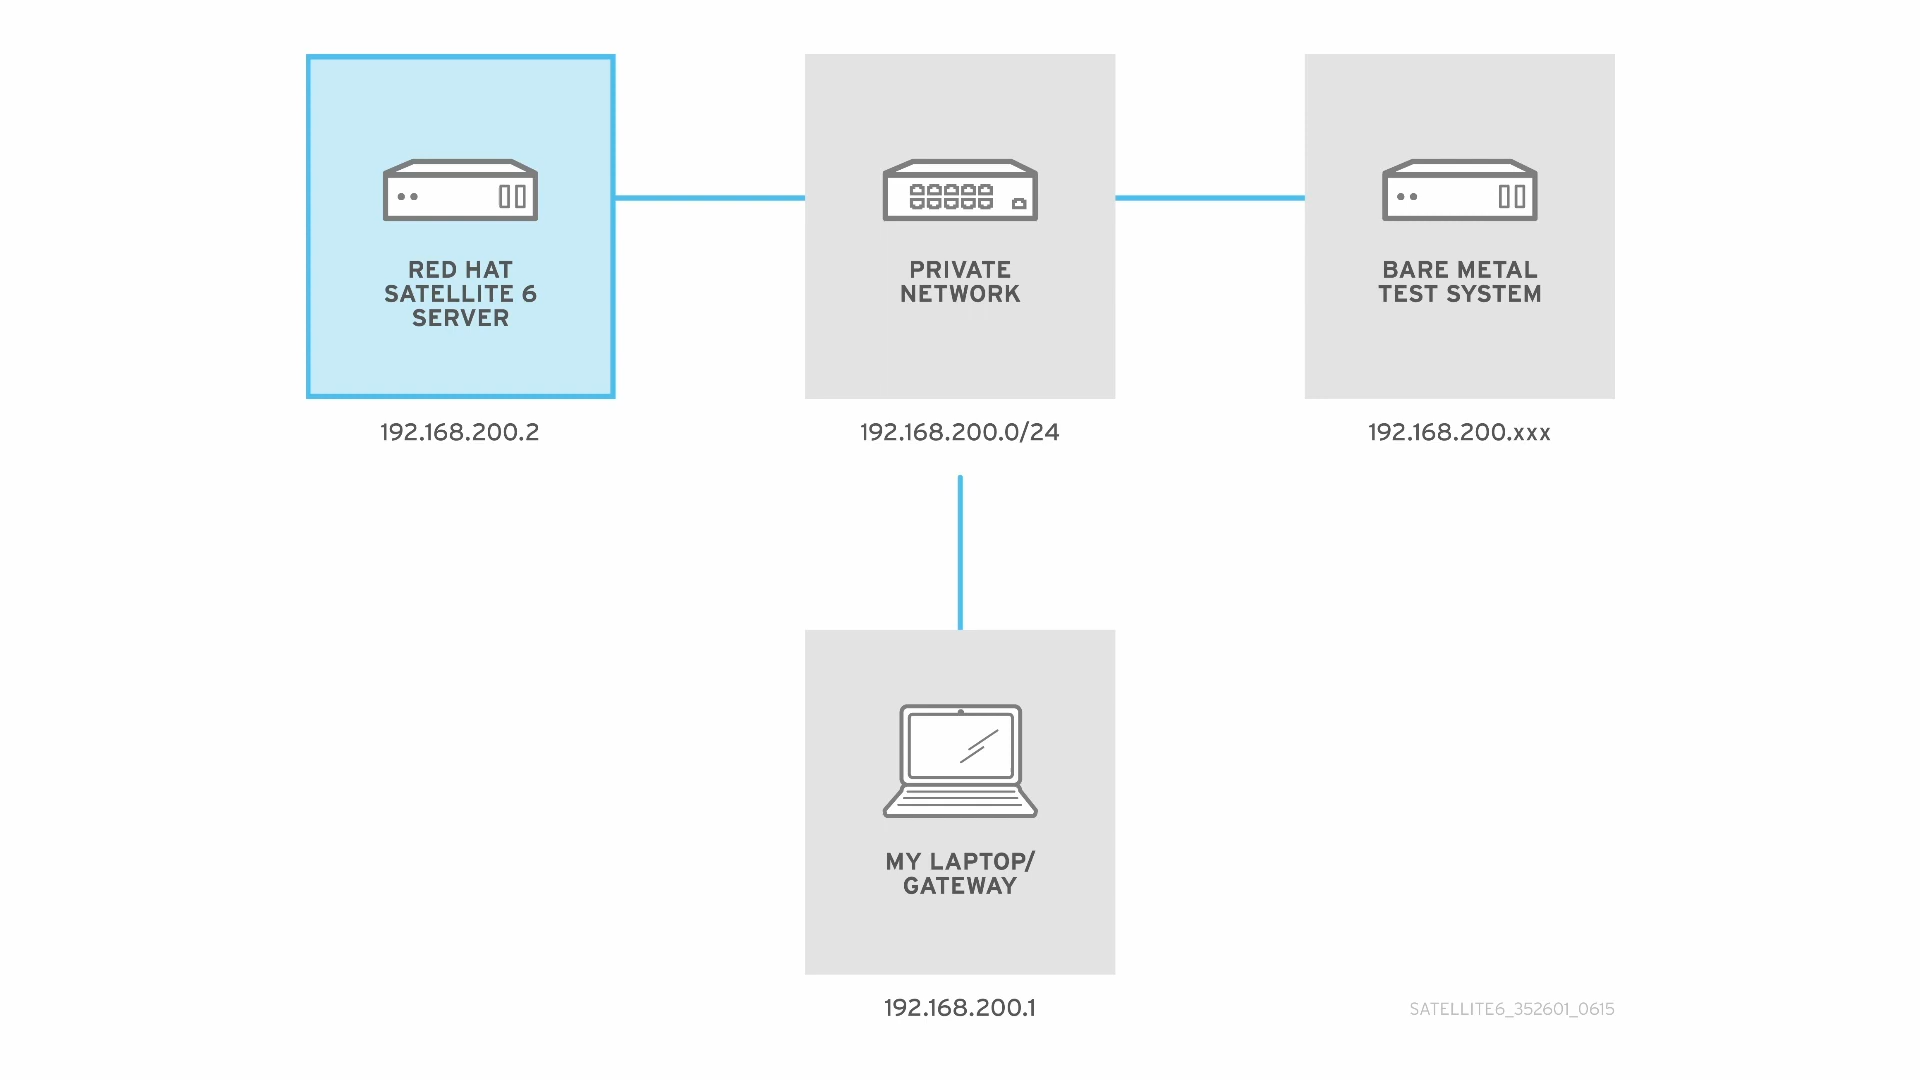 RED HAT
SATELLITE 6
SERVER
192.168.200.2
PRIVATE
NETWORK
192.168.200.0/24
BARE METAL
TEST SYSTEM
192.168.200.xxx
MY LAPTOP/
GATEWAY
192.168.200.1
SATELLITE6_352601_0615